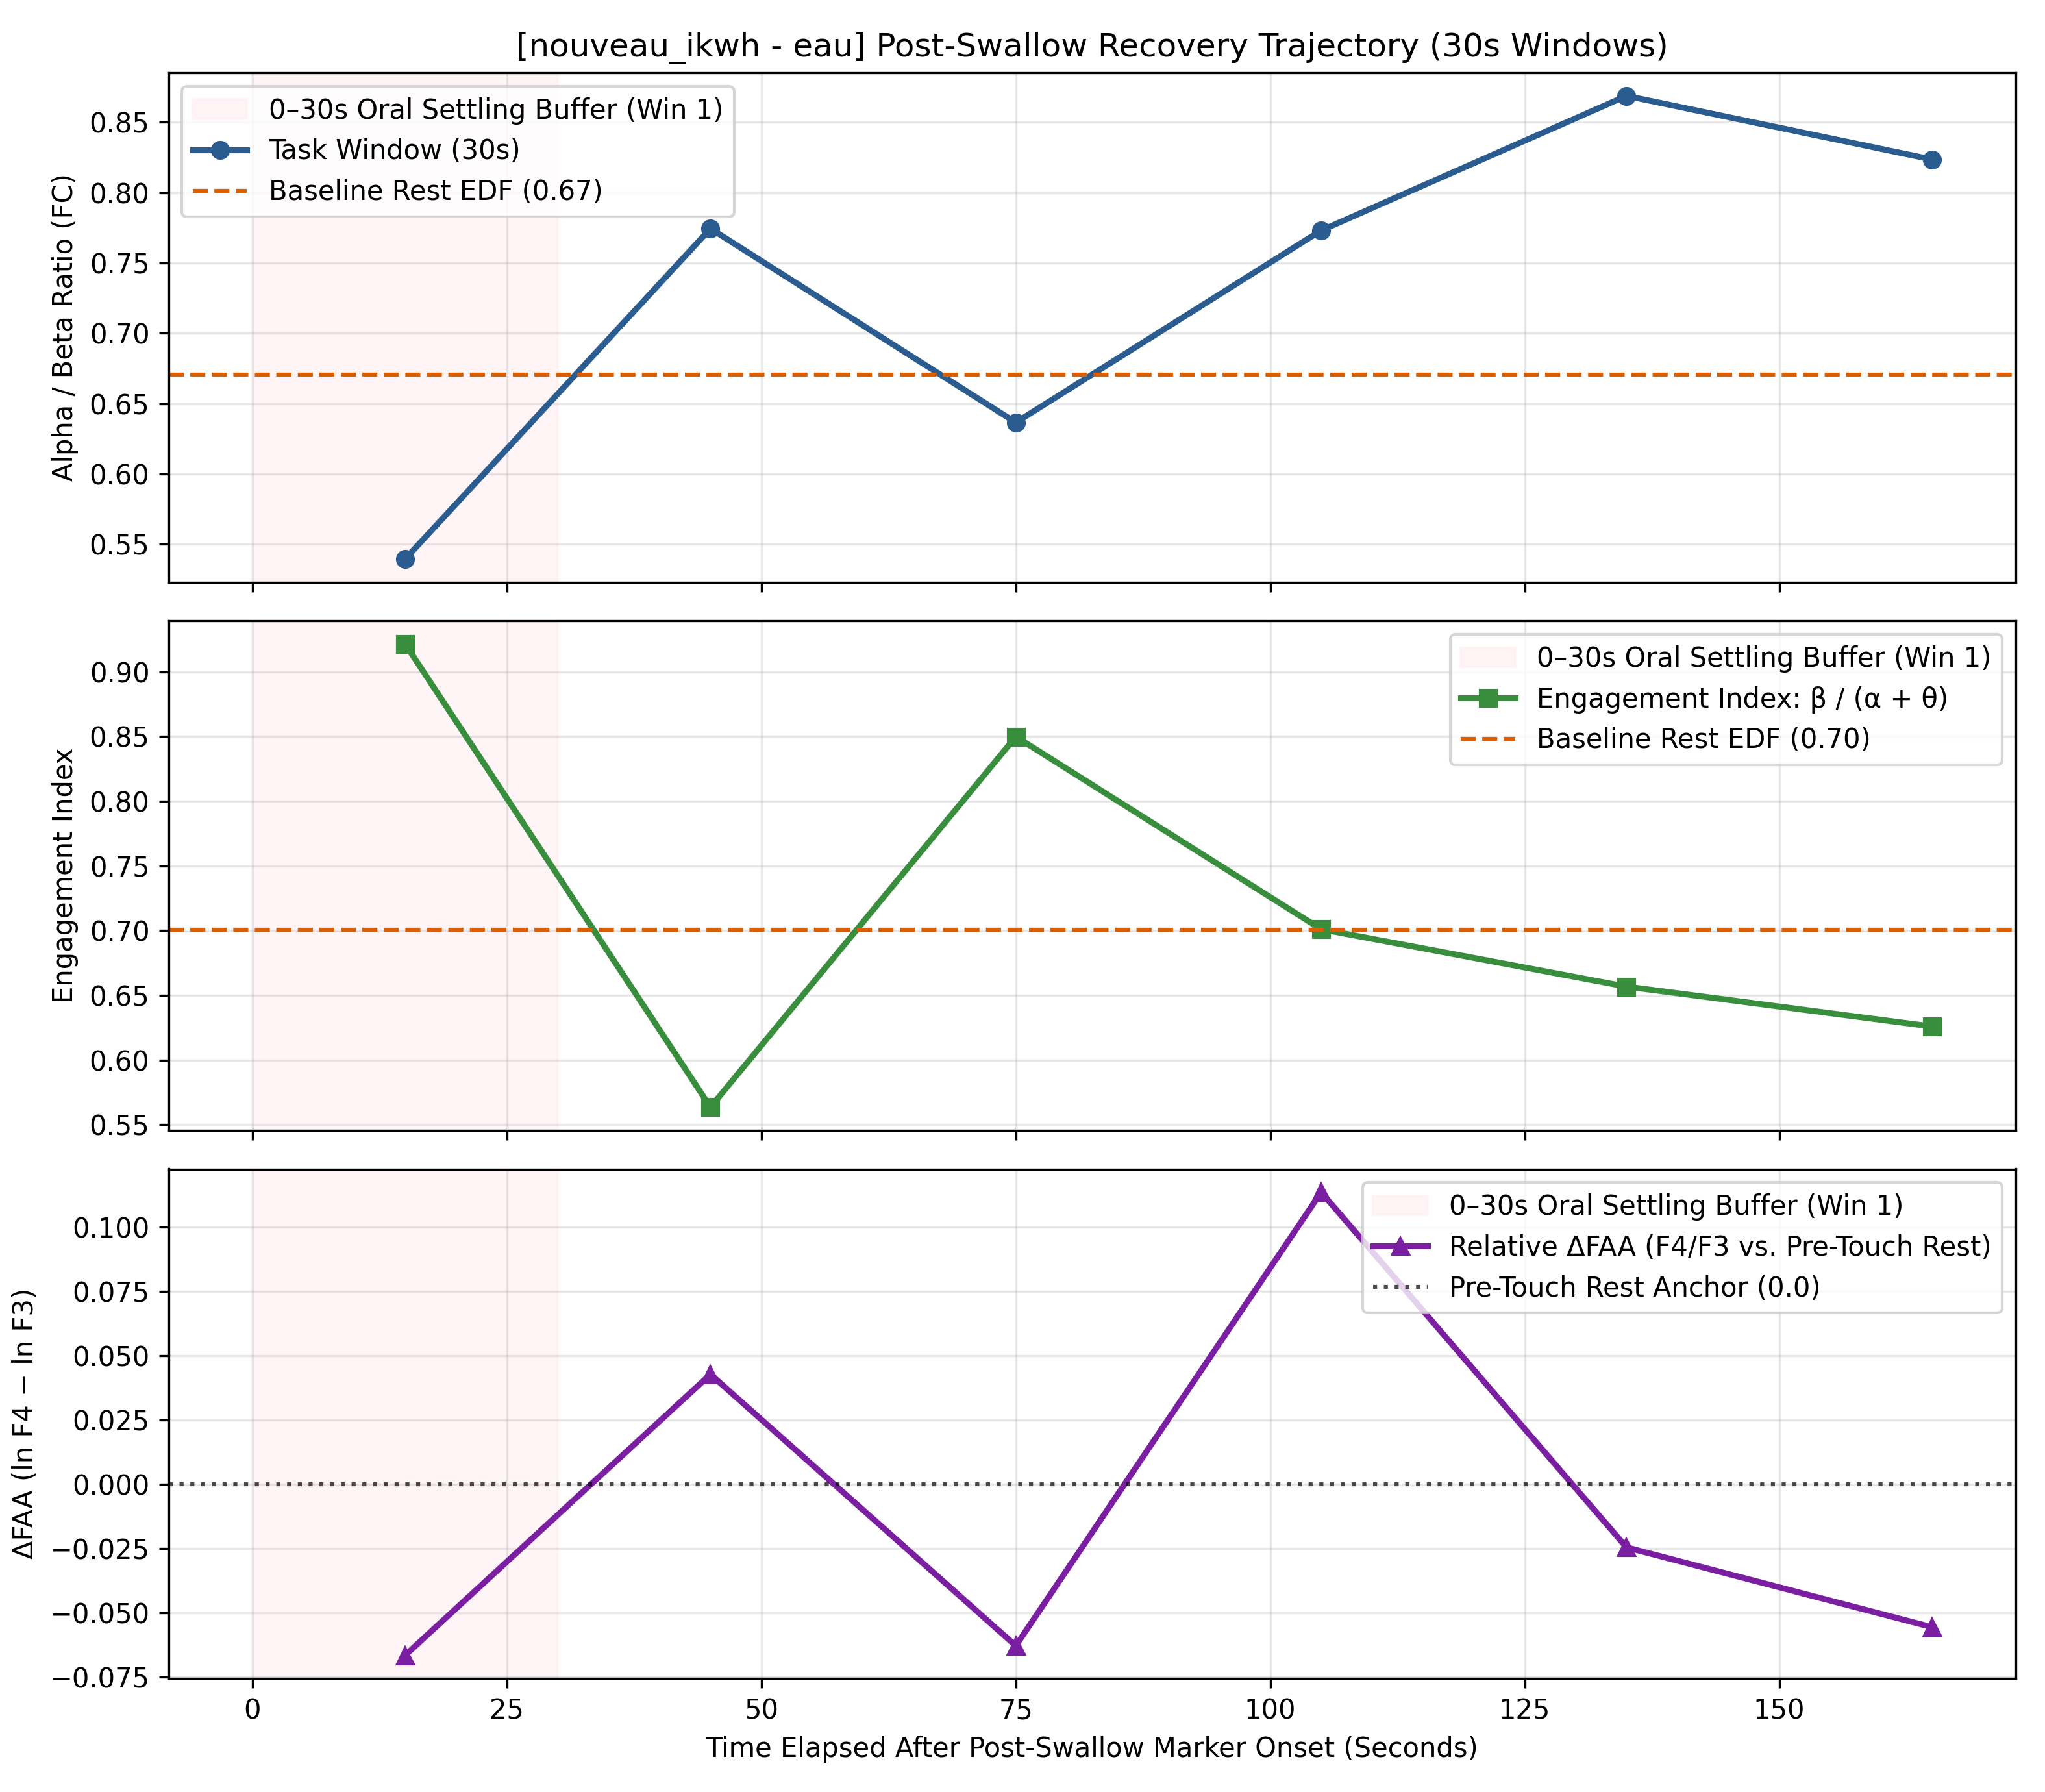 [nouveau_ikwh - eau] Post-Swallow Recovery Trajectory (30s Windows)
0–30s Oral Settling Buffer (Win 1)
Task Window (30s)
Baseline Rest EDF (0.67)
Alpha / Beta Ratio (FC)
0.85
0.80
0.75
0.70
0.65
0.60
0.55
0–30s Oral Settling Buffer (Win 1)
Engagement Index: β / (α + θ)
Baseline Rest EDF (0.70)
Engagement Index
0.90
0.85
0.80
0.75
0.70
0.65
0.60
0.55
0–30s Oral Settling Buffer (Win 1)
Relative ΔFAA (F4/F3 vs. Pre-Touch Rest)
Pre-Touch Rest Anchor (0.0)
ΔFAA (ln F4 − ln F3)
0.100
0.075
0.050
0.025
0.000
−0.025
−0.050
−0.075
0 25 50 75 100 125 150
Time Elapsed After Post-Swallow Marker Onset (Seconds)